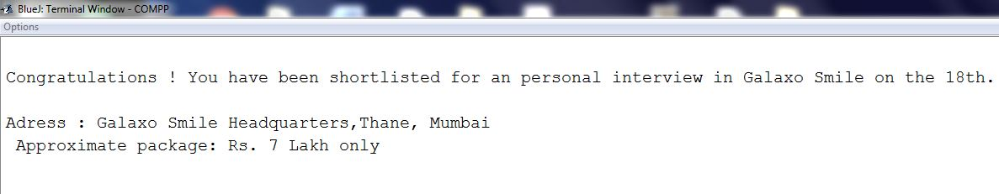 BlueJ: Terminal Window - COMPP
Options
Congratulations ! You have been shortlisted for an personal interview in Galaxo Smile on the 18th.
Adress : Galaxo Smile Headquarters,Thane, Mumbai
Approximate package: Rs. 7 Lakh only